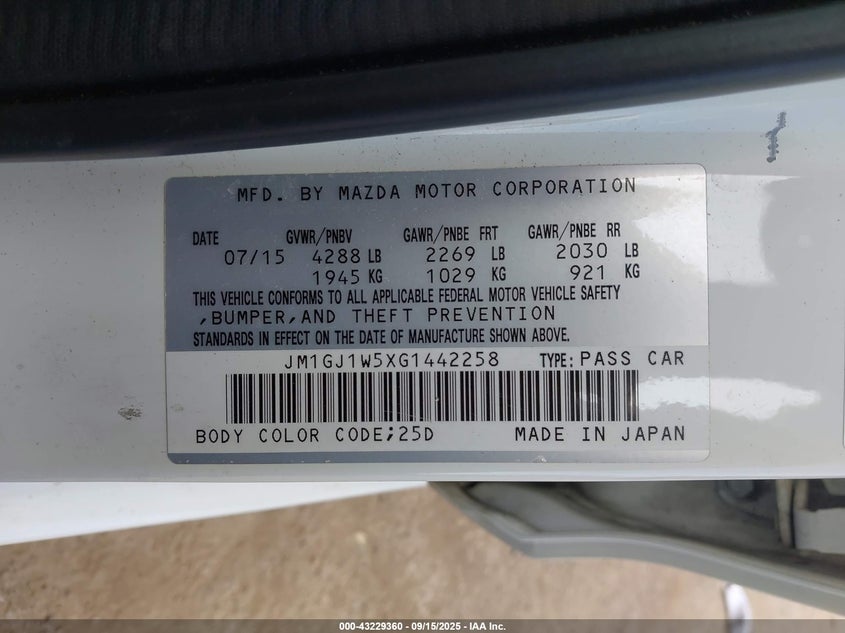 MFD. BY MAZDA MOTOR CORPORATION
DATE GVWR/PNBV GAWR/PNBE FRT GAWR/PNBE RR
07/15 4288 LB 2269 LB 2030 LB
1945 KG 1029 KG 921 KG
THIS VEHICLE CONFORMS TO ALL APPLICABLE FEDERAL MOTOR VEHICLE SAFETY
,BUMPER,AND THEFT PREVENTION
STANDARDS IN EFFECT ON THE DATE OF MANUFACTURE SHOWN ABOVE.
JM1GJ1W5XG1442258 TYPE: PASS CAR
BODY COLOR CODE;25D MADE IN JAPAN
000-43229360 - 09/15/2025 - IAA Inc.